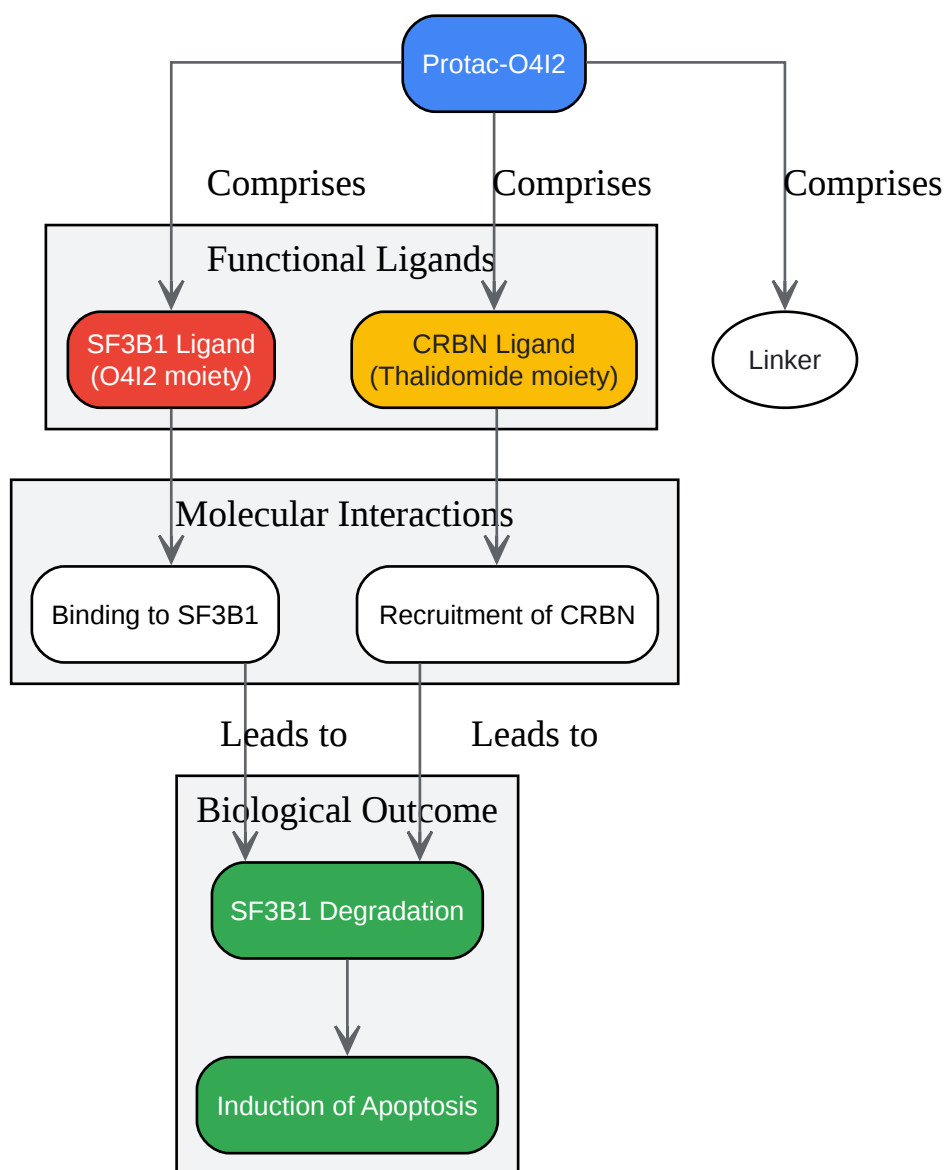 Protac-O4I2
Comprises
Comprises
Comprises
Functional Ligands
SF3B1 Ligand
(O4I2 moiety)
CRBN Ligand
(Thalidomide moiety)
Linker
Molecular Interactions
Binding to SF3B1
Recruitment of CRBN
Leads to
Leads to
Biological Outcome
SF3B1 Degradation
Induction of Apoptosis